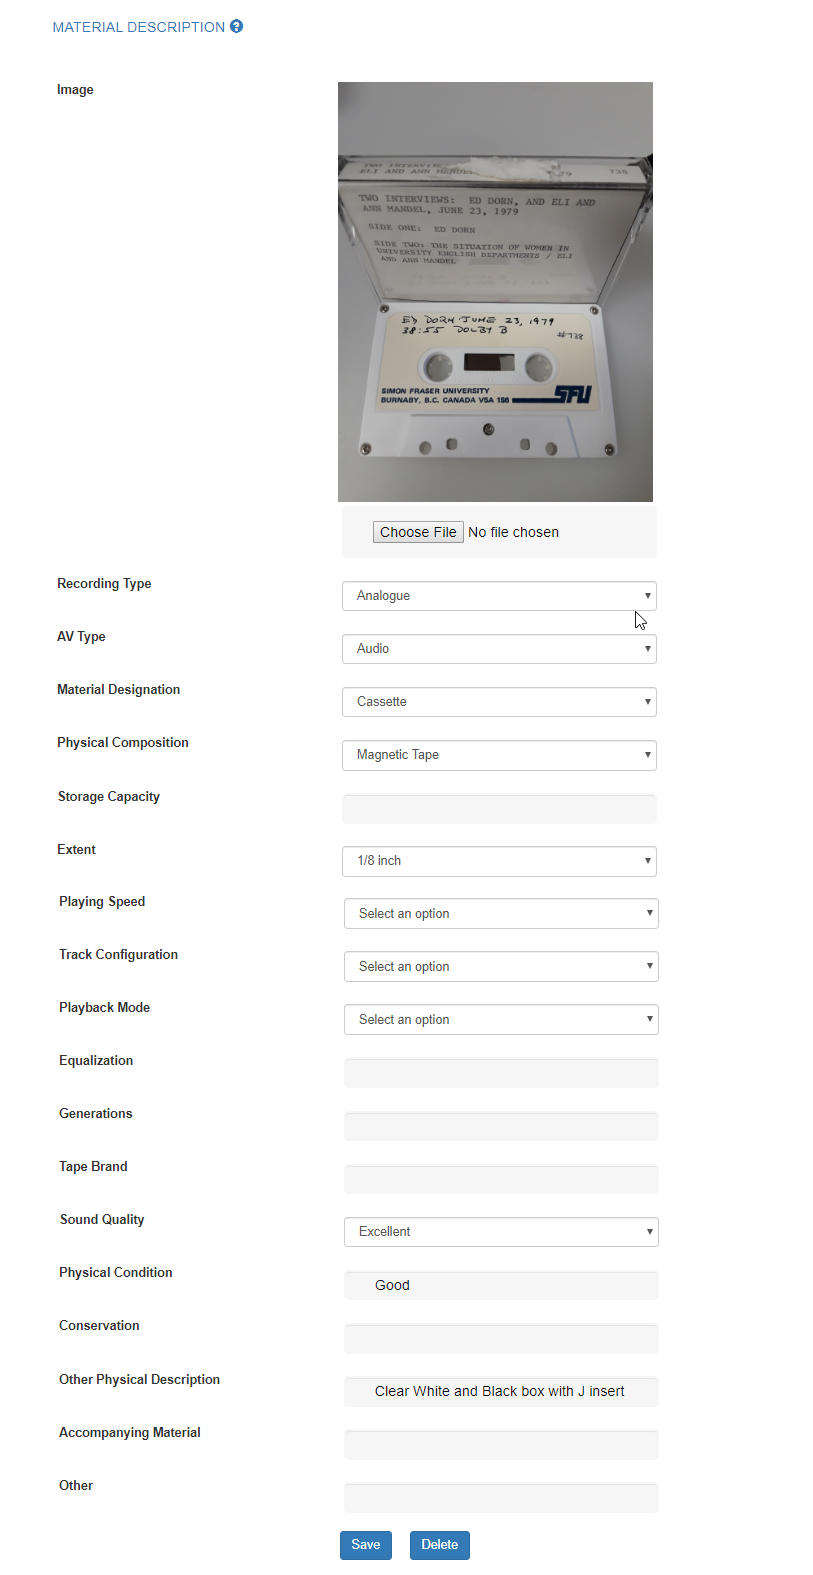 MATERIAL DESCRIPTION ?
Image
TWO INTERVIE
ELI AND ANN MANDEL
79 738
TWO INTERVIEWS: ED DORN, AND ELI AND
ANN MANDEL, JUNE 23, 1979
SIDE ONE: ED DORN
SIDE TWO: THE SITUATION OF WOMEN IN
UNIVERSITY ENGLISH DEPARTMENTS / ELI
AND ANN MANDEL
ED DORN JUNE 23, 1979
38:55 DOLBY B
#738
SIMON FRASER UNIVERSITY
BURNABY, B.C. CANADA V5A 1S6
SFU
Choose File No file chosen
Recording Type Analogue
AV Type Audio
Material Designation Cassette
Physical Composition Magnetic Tape
Storage Capacity
Extent 1/8 inch
Playing Speed Select an option
Track Configuration Select an option
Playback Mode Select an option
Equalization
Generations
Tape Brand
Sound Quality Excellent
Physical Condition Good
Conservation
Other Physical Description Clear White and Black box with J insert
Accompanying Material
Other
Save Delete